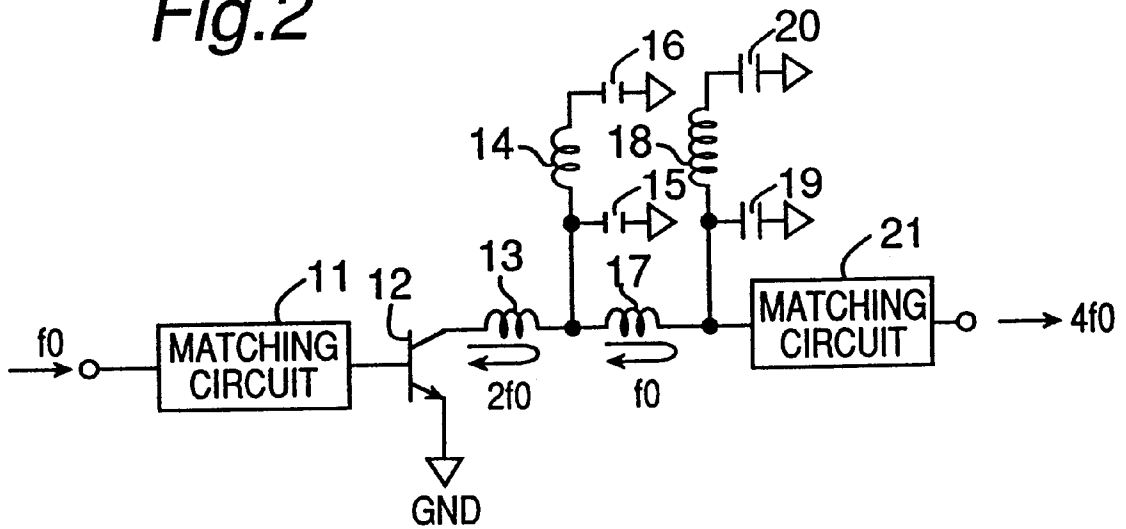 Fig.2
16
20
14
18
15
19
13
17
21
11
12
f0
MATCHING
CIRCUIT
2f0
f0
MATCHING
CIRCUIT
4f0
GND